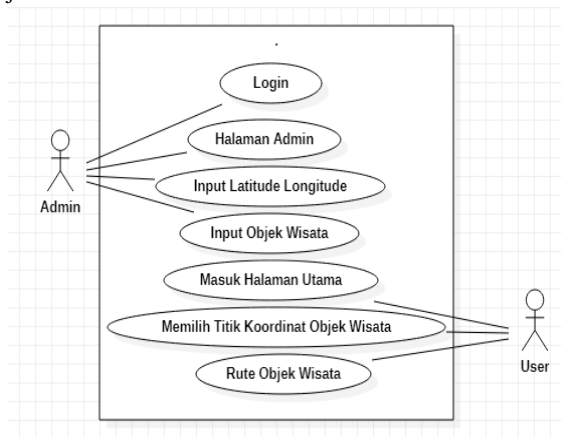 Login
Halaman Admin
Input Latitude Longitude
Admin
Input Objek Wisata
Masuk Halaman Utama
Memilih Titik Koordinat Objek Wisata
User
Rute Objek Wisata